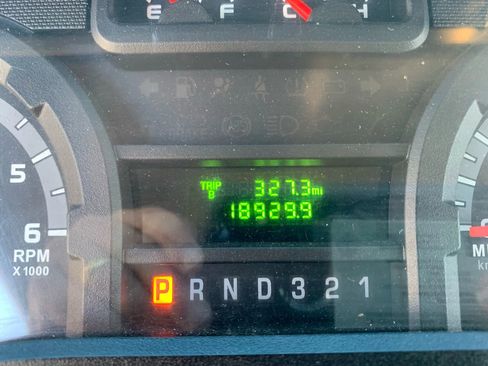 E F C H
5
6
RPM
X 1000
TRIP 327.3 mi
B
18929.9
P R N D 3 2 1